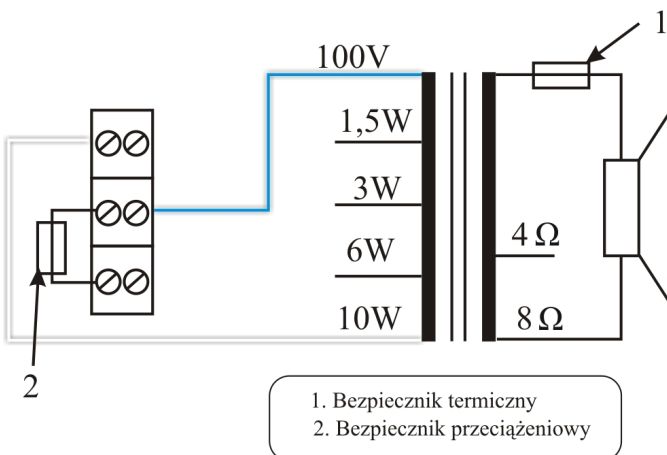 1
100V
1,5W
3W
4 Ω
6W
10W
8 Ω
2
1. Bezpiecznik termiczny
2. Bezpiecznik przeciążeniowy